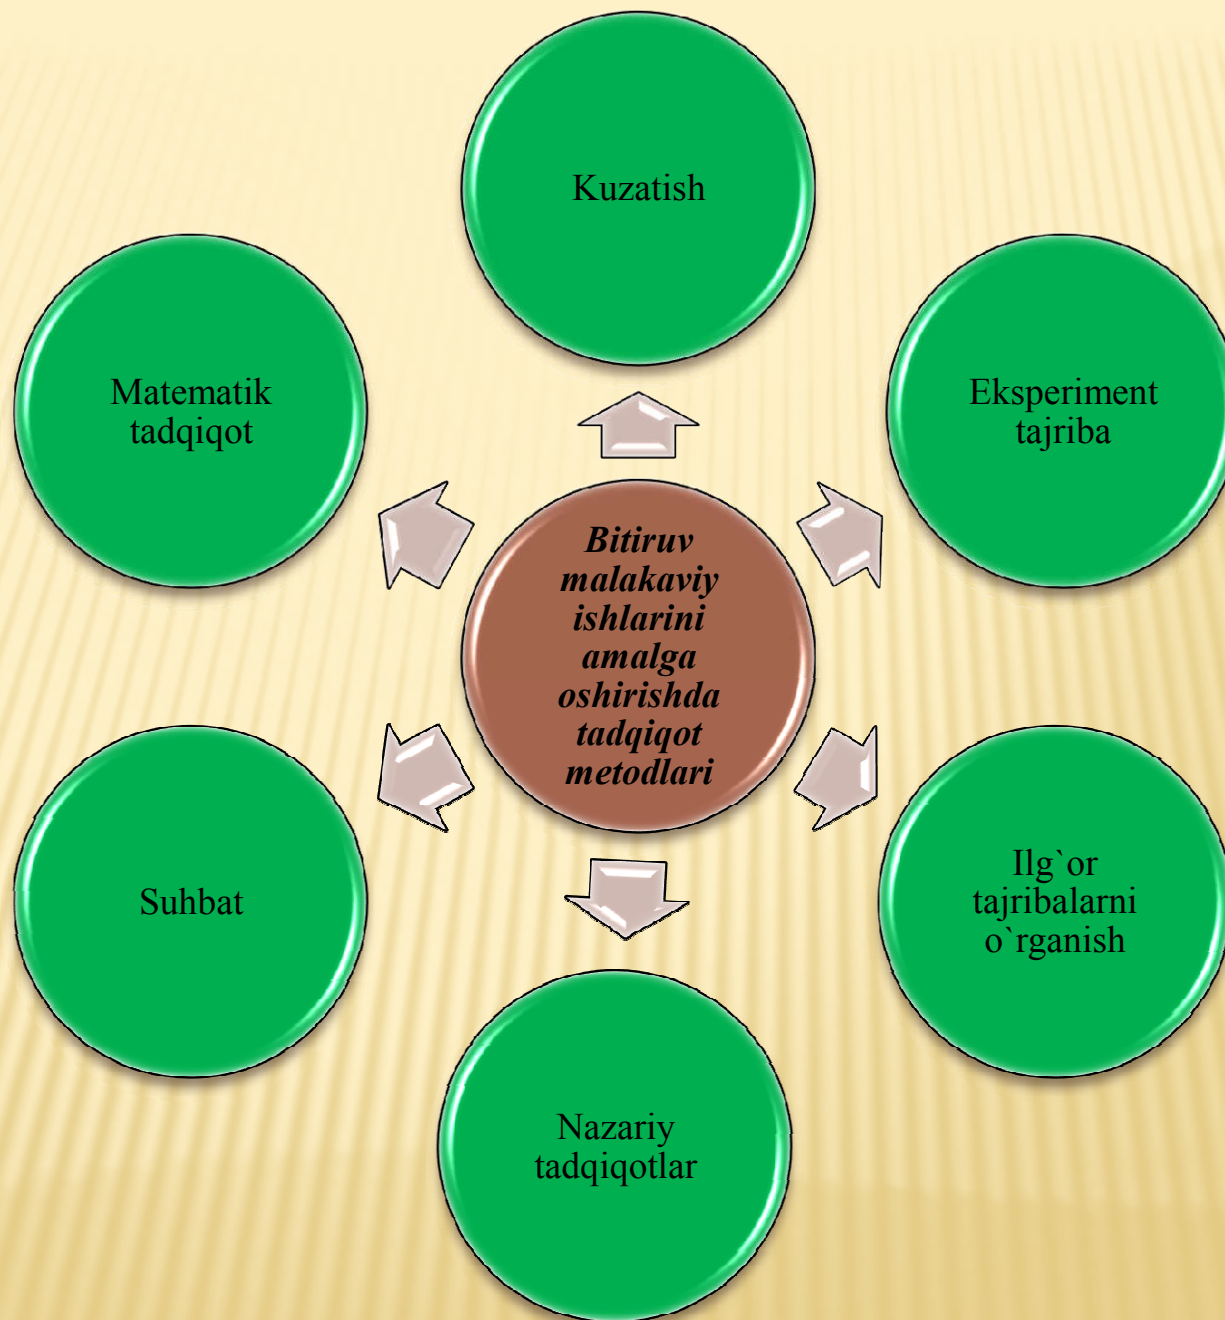 Kuzatish
Matematik
tadqiqot
Eksperiment
tajriba
Bitiruv
malakaviy
ishlarini
amalga
oshirishda
tadqiqot
metodlari
Suhbat
Ilg`or
tajribalarni
o`rganish
Nazariy
tadqiqotlar